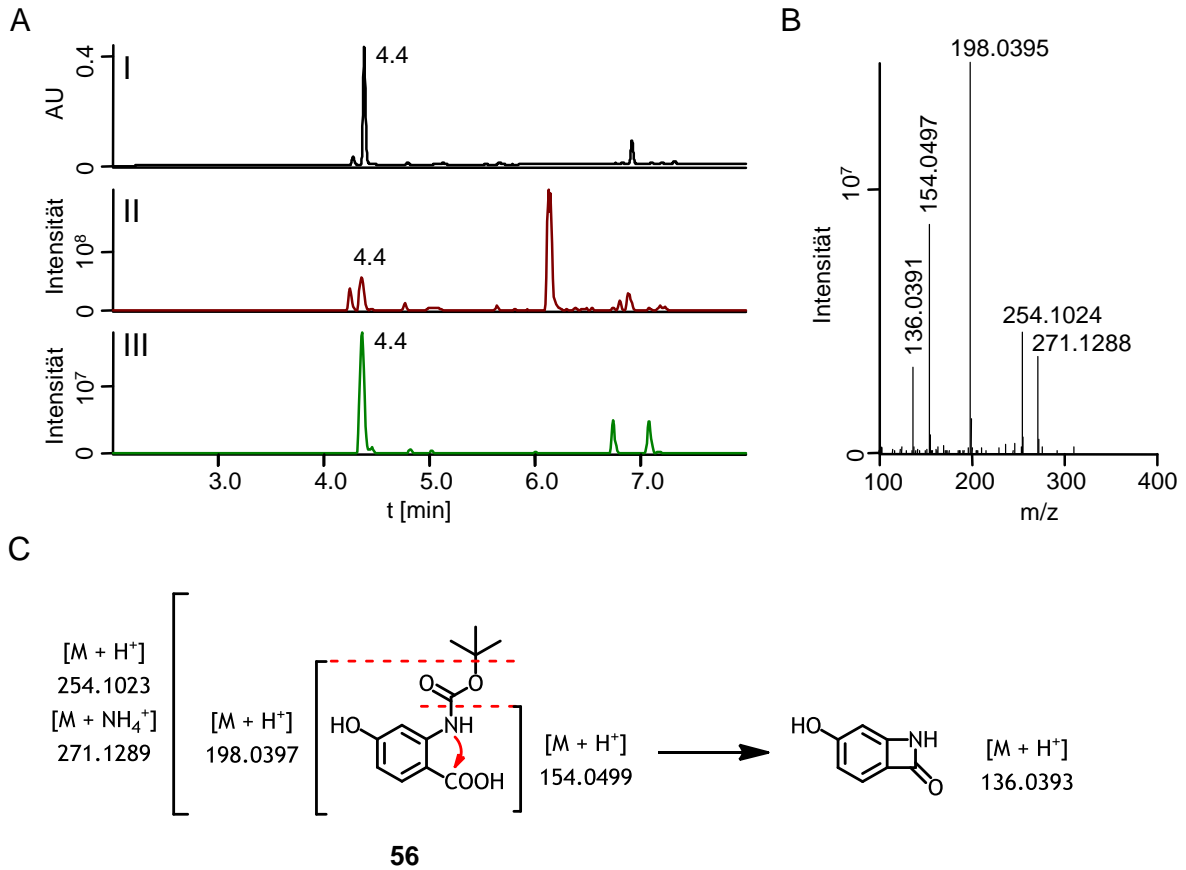 A
I
4.4
0.4
AU
0
II
4.4
10⁸
Intensität
0
III
4.4
10⁷
Intensität
0
3.0 4.0 5.0 6.0 7.0
t [min]
B
198.0395
154.0497
136.0391
254.1024
271.1288
10⁷
Intensität
0
100 200 300 400
m/z
C
[M + H⁺]
254.1023
[M + NH₄⁺]
271.1289
[M + H⁺]
198.0397
O
O
HO
NH
COOH
[M + H⁺]
154.0499
HO
NH
O
[M + H⁺]
136.0393
56